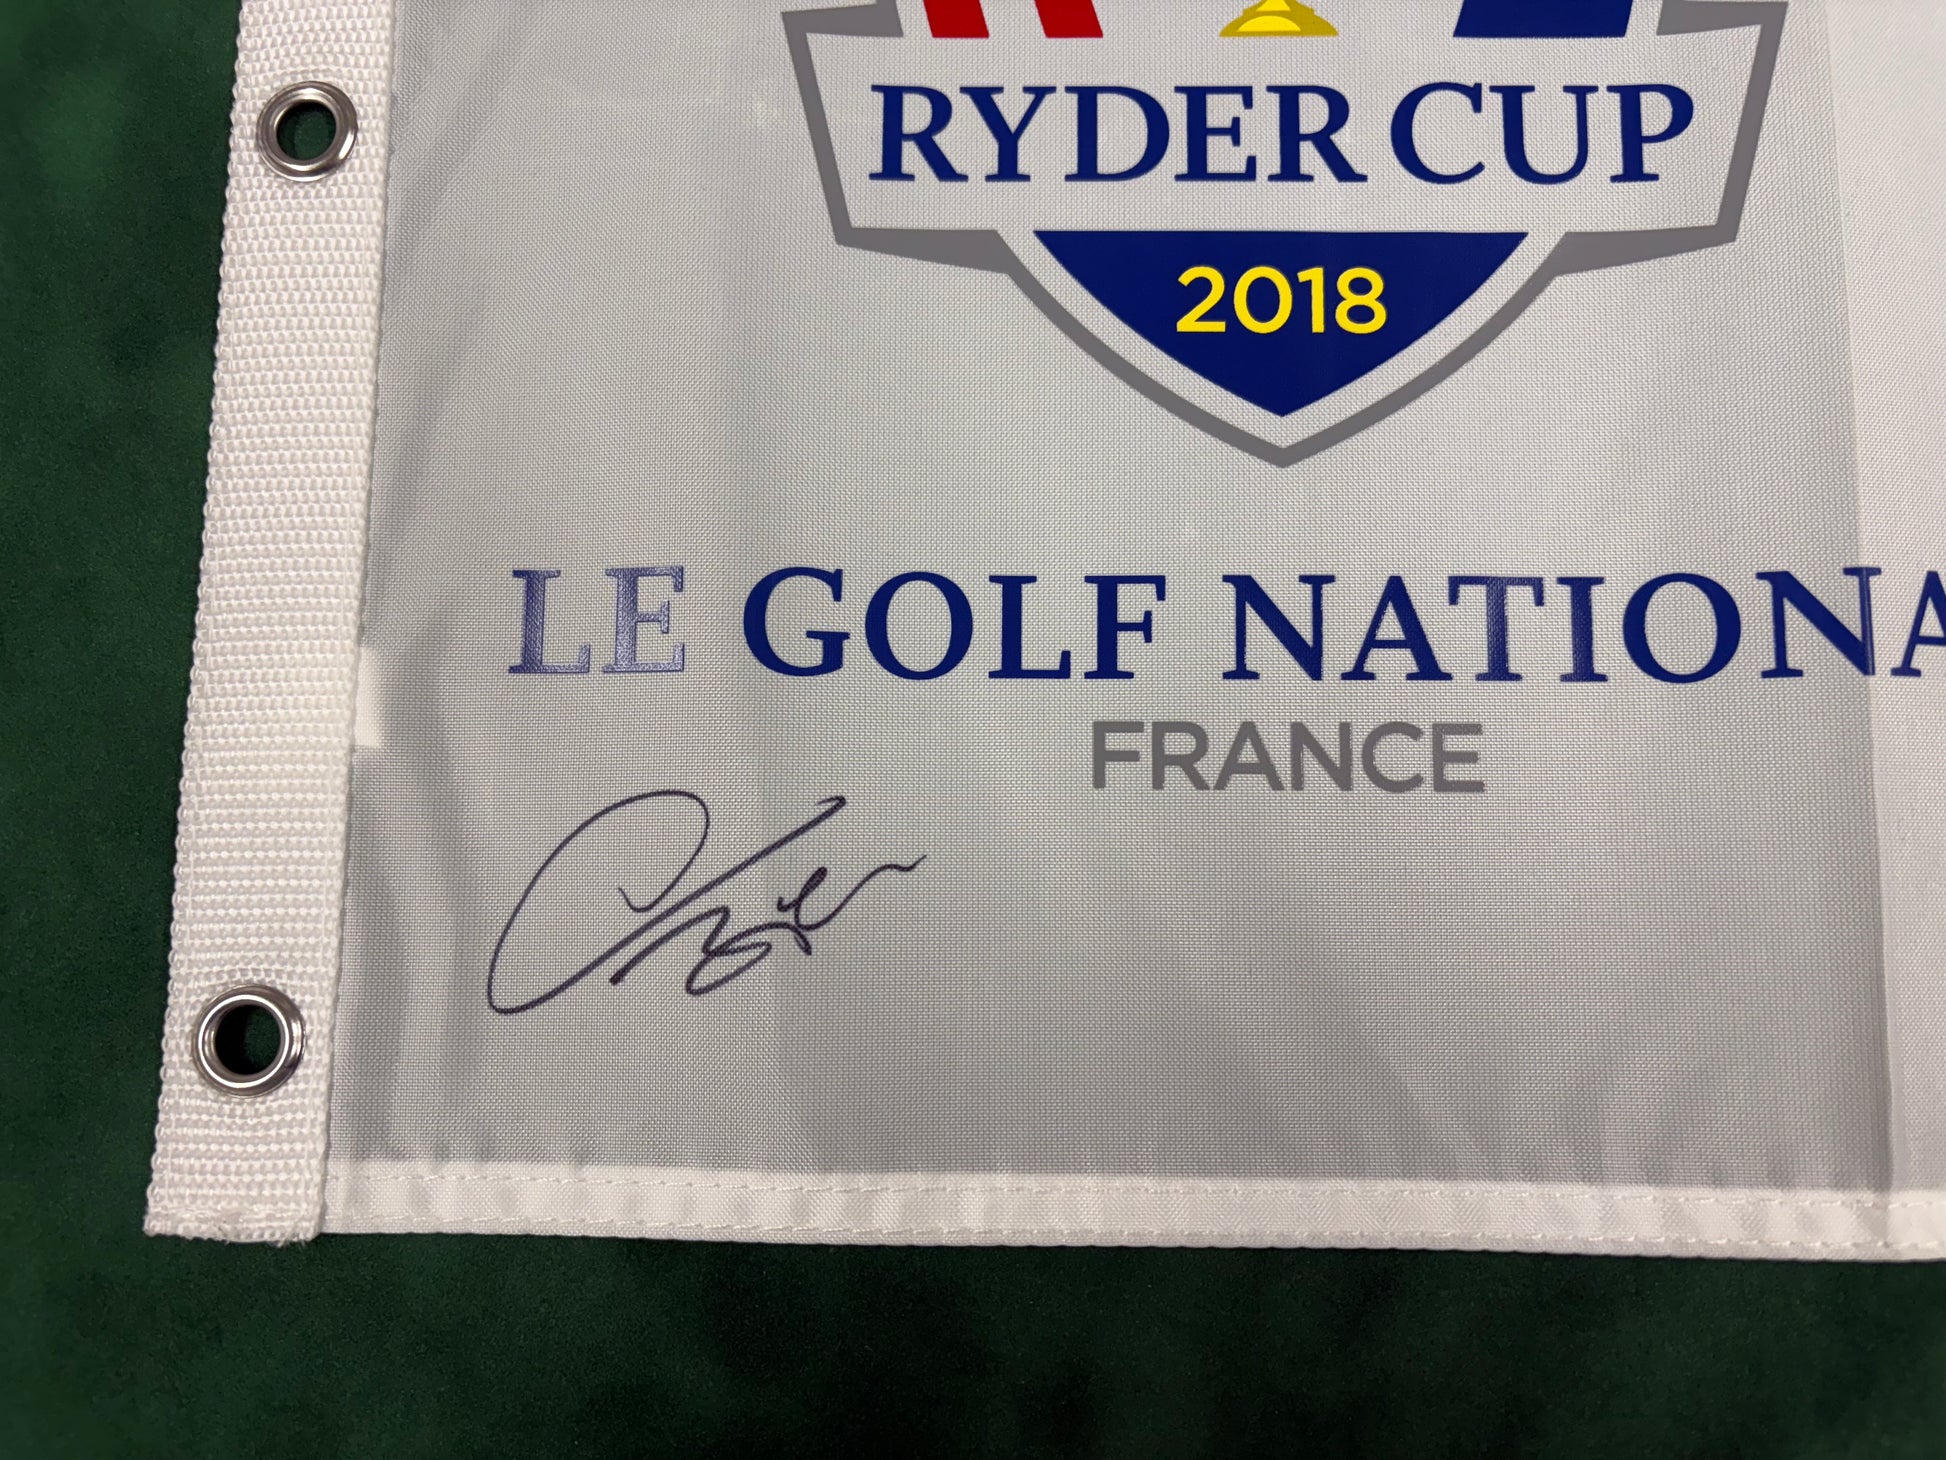 RYDER CUP
2018
LE GOLF NATIONA
FRANCE